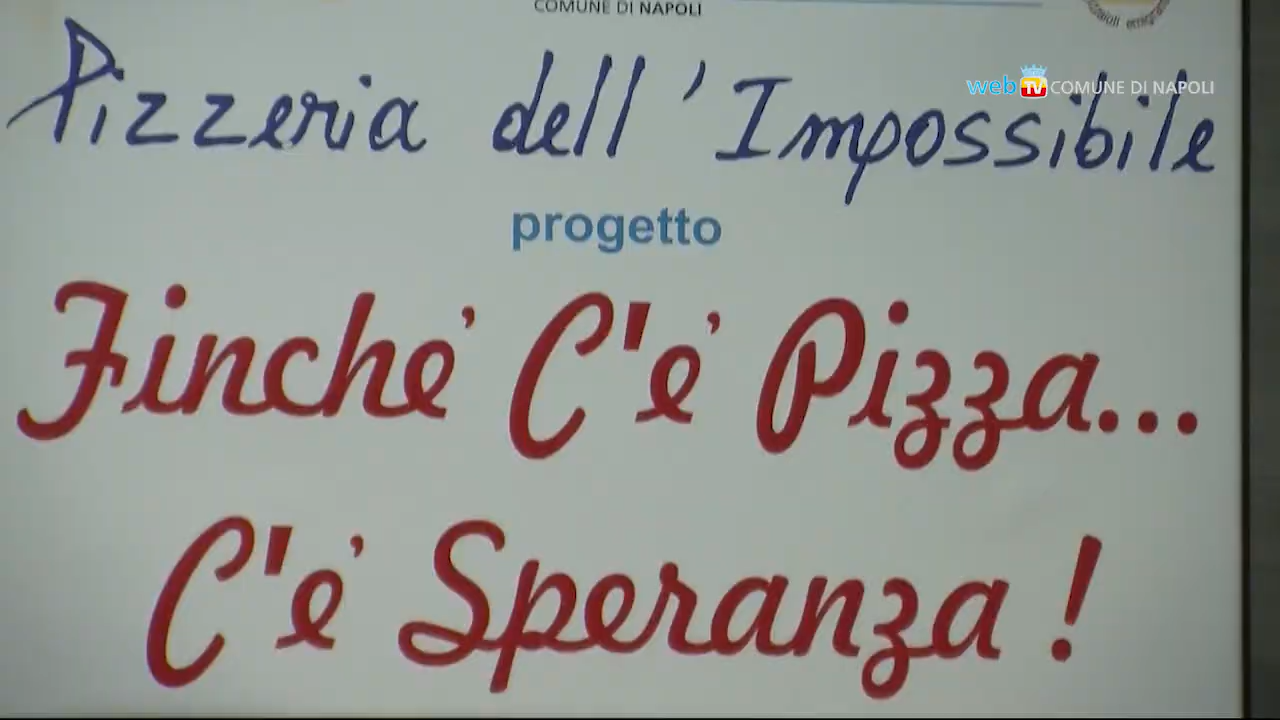 COMUNE DI NAPOLI
web TV COMUNE DI NAPOLI
Pizzeria dell'Impossibile
progetto
Finche' C'e' Pizza...
C'e' Speranza !